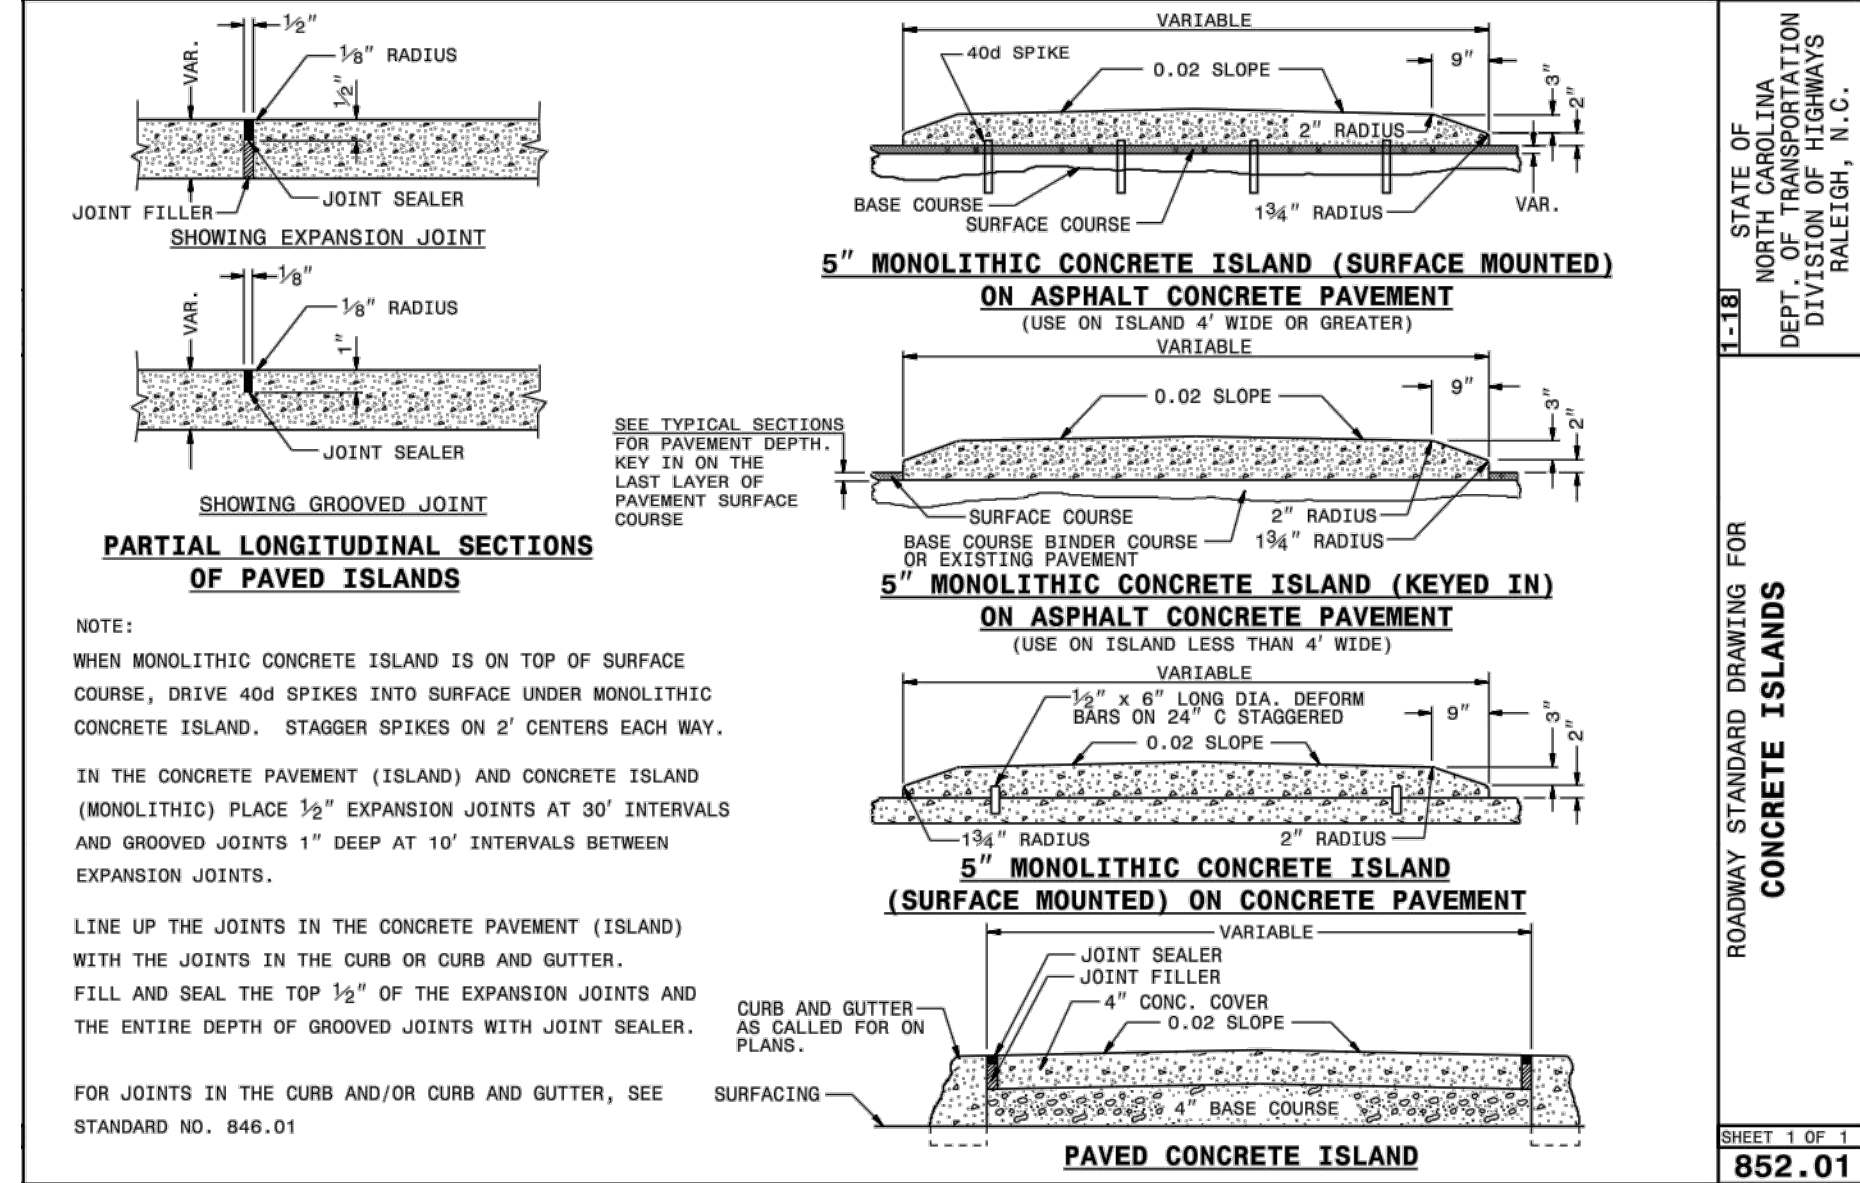 1/2"
1/8" RADIUS
VAR.
1/2"
JOINT SEALER
JOINT FILLER
SHOWING EXPANSION JOINT
1/8"
1/8" RADIUS
VAR.
1"
JOINT SEALER
SHOWING GROOVED JOINT
PARTIAL LONGITUDINAL SECTIONS
OF PAVED ISLANDS
NOTE:
WHEN MONOLITHIC CONCRETE ISLAND IS ON TOP OF SURFACE
COURSE, DRIVE 40d SPIKES INTO SURFACE UNDER MONOLITHIC
CONCRETE ISLAND. STAGGER SPIKES ON 2' CENTERS EACH WAY.
IN THE CONCRETE PAVEMENT (ISLAND) AND CONCRETE ISLAND
(MONOLITHIC) PLACE 1/2" EXPANSION JOINTS AT 30' INTERVALS
AND GROOVED JOINTS 1" DEEP AT 10' INTERVALS BETWEEN
EXPANSION JOINTS.
LINE UP THE JOINTS IN THE CONCRETE PAVEMENT (ISLAND)
WITH THE JOINTS IN THE CURB OR CURB AND GUTTER.
FILL AND SEAL THE TOP 1/2" OF THE EXPANSION JOINTS AND
THE ENTIRE DEPTH OF GROOVED JOINTS WITH JOINT SEALER.
FOR JOINTS IN THE CURB AND/OR CURB AND GUTTER, SEE
STANDARD NO. 846.01
VARIABLE
40d SPIKE
0.02 SLOPE
9"
3"
2"
2" RADIUS
BASE COURSE
SURFACE COURSE
1 3/4" RADIUS
VAR.
5" MONOLITHIC CONCRETE ISLAND (SURFACE MOUNTED)
ON ASPHALT CONCRETE PAVEMENT
(USE ON ISLAND 4' WIDE OR GREATER)
VARIABLE
0.02 SLOPE
9"
3"
2"
SEE TYPICAL SECTIONS
FOR PAVEMENT DEPTH.
KEY IN ON THE
LAST LAYER OF
PAVEMENT SURFACE
COURSE
SURFACE COURSE
2" RADIUS
BASE COURSE BINDER COURSE
OR EXISTING PAVEMENT
1 3/4" RADIUS
5" MONOLITHIC CONCRETE ISLAND (KEYED IN)
ON ASPHALT CONCRETE PAVEMENT
(USE ON ISLAND LESS THAN 4' WIDE)
VARIABLE
1/2" x 6" LONG DIA. DEFORM
BARS ON 24" C STAGGERED
0.02 SLOPE
9"
3"
2"
1 3/4" RADIUS
2" RADIUS
5" MONOLITHIC CONCRETE ISLAND
(SURFACE MOUNTED) ON CONCRETE PAVEMENT
VARIABLE
JOINT SEALER
JOINT FILLER
4" CONC. COVER
0.02 SLOPE
CURB AND GUTTER
AS CALLED FOR ON
PLANS.
SURFACING
4" BASE COURSE
PAVED CONCRETE ISLAND
STATE OF
NORTH CAROLINA
DEPT. OF TRANSPORTATION
DIVISION OF HIGHWAYS
RALEIGH, N.C.
1-18
ROADWAY STANDARD DRAWING FOR
CONCRETE ISLANDS
SHEET 1 OF 1
852.01